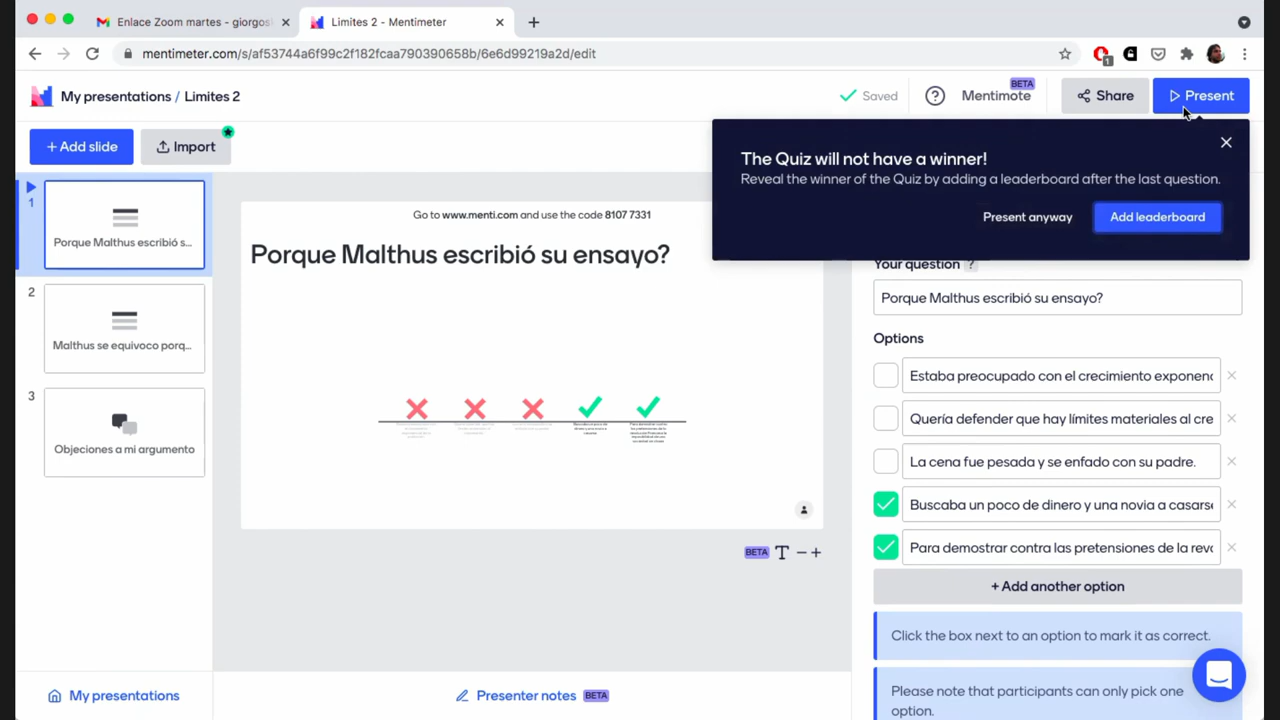 Enlace Zoom martes - giorgosk
Limites 2 - Mentimeter
mentimeter.com/s/af53744a6f99c2f182fcaa790390658b/6e6d99219a2d/edit
1
My presentations / Limites 2
Saved
Mentimote
BETA
Share
Present
+ Add slide
Import
The Quiz will not have a winner!
Reveal the winner of the Quiz by adding a leaderboard after the last question.
Present anyway
Add leaderboard
1
Porque Malthus escribió s...
2
Malthus se equivoco porq...
3
Objeciones a mi argumento
Go to www.menti.com and use the code 8107 7331
Porque Malthus escribió su ensayo?
BETA
Your question ?
Porque Malthus escribió su ensayo?
Options
Estaba preocupado con el crecimiento exponenc
Quería defender que hay límites materiales al cre
La cena fue pesada y se enfado con su padre.
Buscaba un poco de dinero y una novia a casarse
Para demostrar contra las pretensiones de la revo
+ Add another option
Click the box next to an option to mark it as correct.
Please note that participants can only pick one
option.
My presentations
Presenter notes BETA